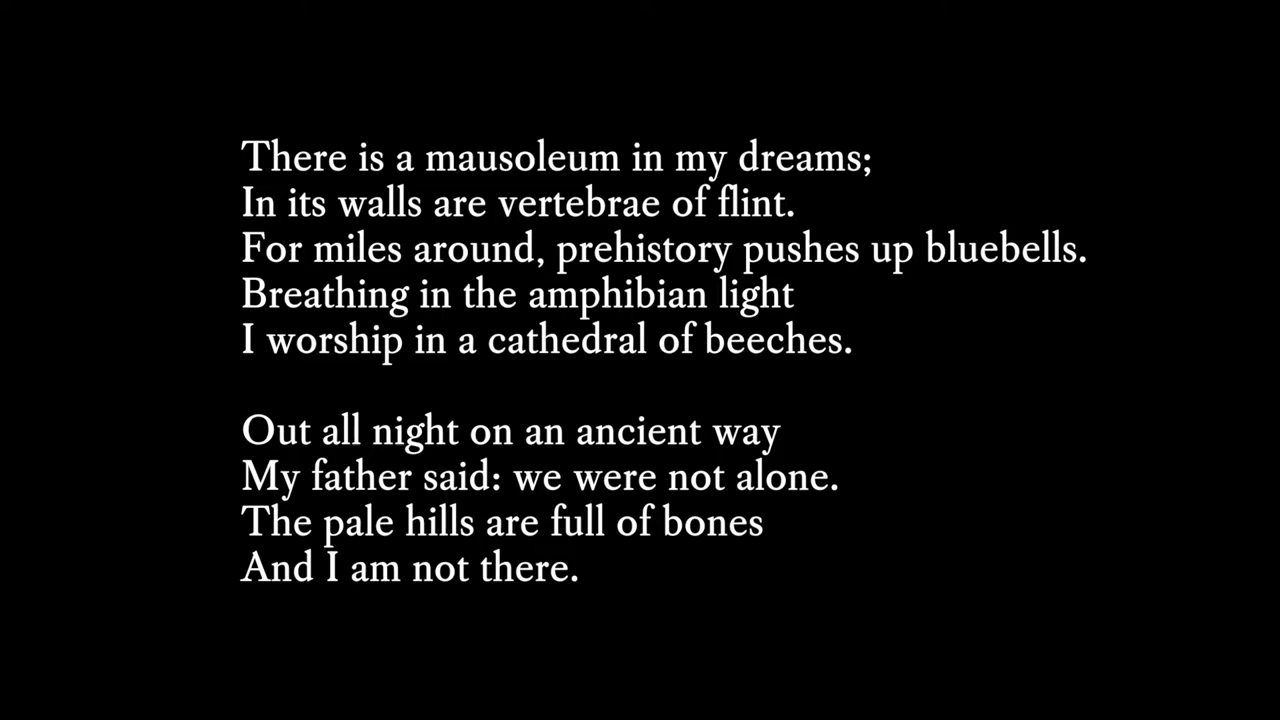 There is a mausoleum in my dreams;
In its walls are vertebrae of flint.
For miles around, prehistory pushes up bluebells.
Breathing in the amphibian light
I worship in a cathedral of beeches.

Out all night on an ancient way
My father said: we were not alone.
The pale hills are full of bones
And I am not there.